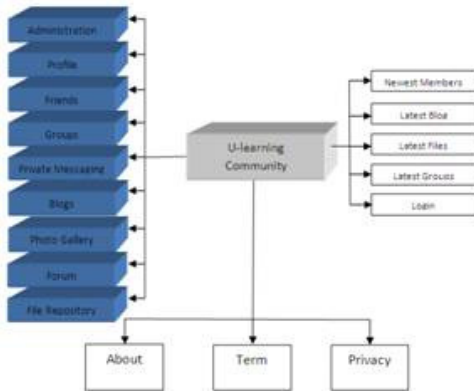 Administration
Profile
Friends
Groups
Private Messaging
Blogs
Photo Gallery
Forum
File Repository
U-learning
Community
Newest Members
Latest Blog
Latest Files
Latest Groups
Login
About
Term
Privacy